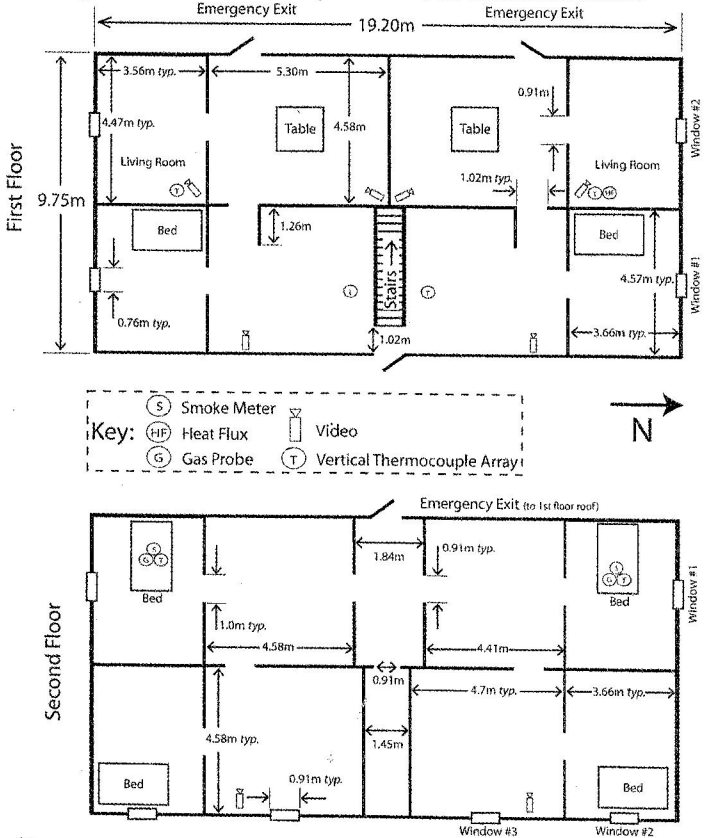 Emergency Exit
Emergency Exit
19.20m
3.56m typ.
5.30m
0.91m
4.47m typ.
Table
4.58m
Table
Window #2
Living Room
1.02m typ.
Living Room
T
T
HF
First Floor
9.75m
Bed
1.26m
Stairs
Bed
4.57m typ.
Window #1
T
0.76m typ.
1.02m
3.66m typ.
Key:
S Smoke Meter
HF Heat Flux
Video
G Gas Probe
T Vertical Thermocouple Array
N
Emergency Exit (to 1st floor roof)
S
G
T
Bed
1.84m
0.91m typ.
S
G
T
Bed
Window #1
1.0m typ.
4.58m
4.41m
Second Floor
0.91m
4.7m typ.
3.66m typ.
4.58m typ.
1.45m
Bed
0.91m typ.
Bed
Window #3
Window #2